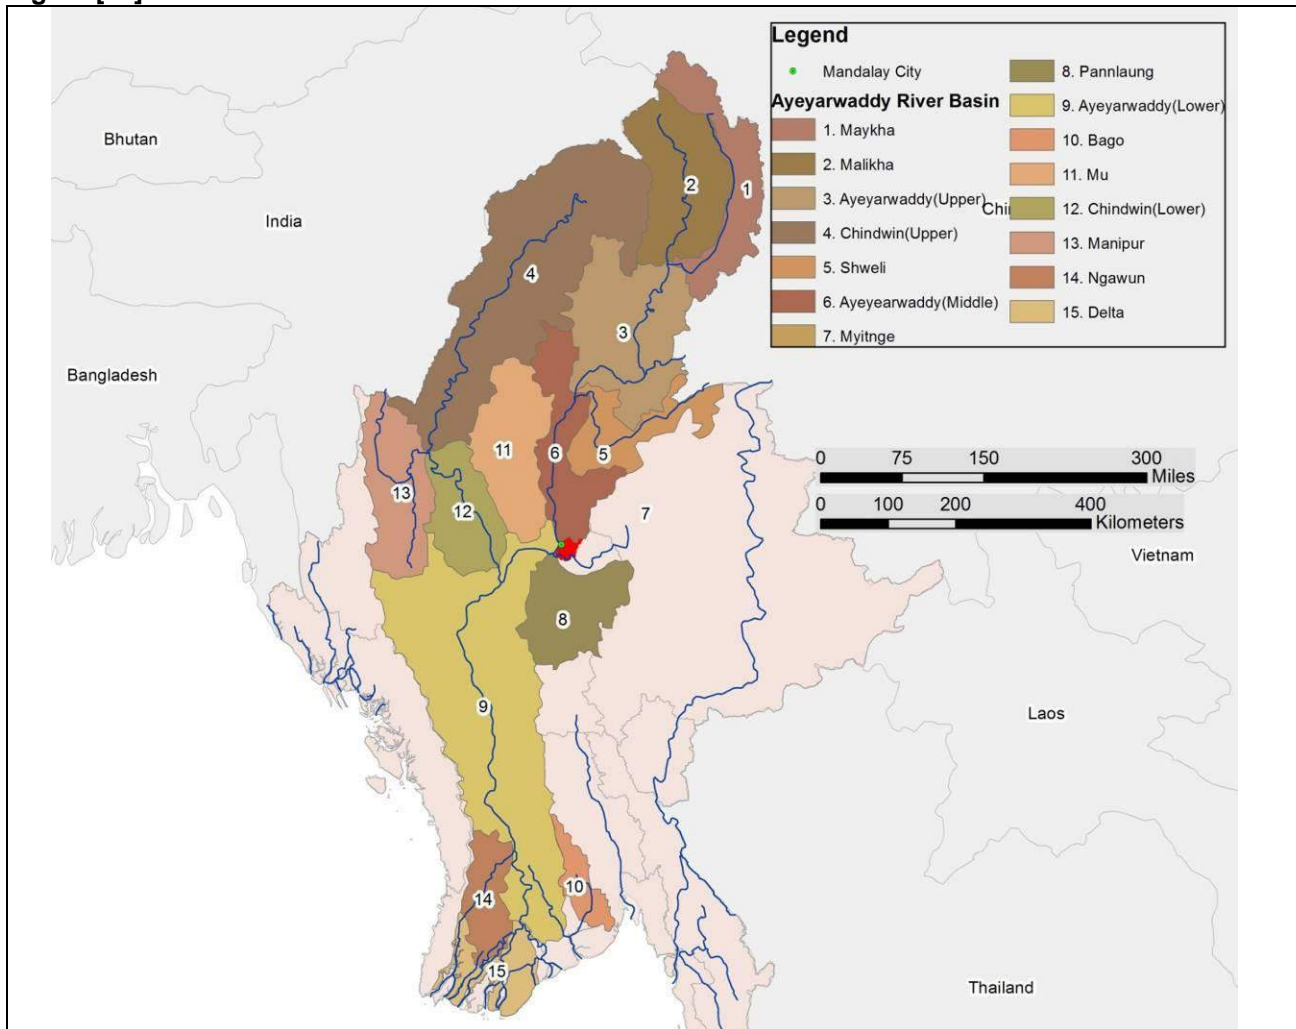 Legend
Mandalay City
Ayeyarwaddy River Basin
1. Maykha
2. Malikha
3. Ayeyarwaddy(Upper)
4. Chindwin(Upper)
5. Shweli
6. Ayeyearwaddy(Middle)
7. Myitnge
8. Pannlaung
9. Ayeyarwaddy(Lower)
10. Bago
11. Mu
12. Chindwin(Lower)
13. Manipur
14. Ngawun
15. Delta
Bhutan
India
Bangladesh
Vietnam
Laos
Thailand
1
2
3
4
5
6
7
8
9
10
11
12
13
14
15
0 75 150 300
Miles
0 100 200 400
Kilometers